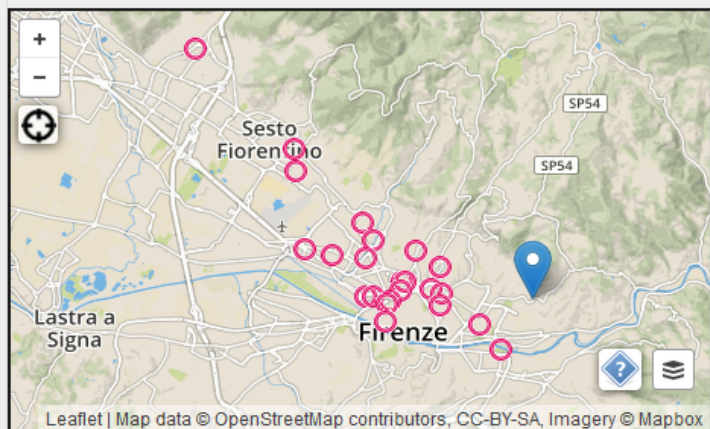 +
−
SP54
Sesto
Fiorentino
SP54
Lastra a
Signa
Firenze
?
Leaflet | Map data © OpenStreetMap contributors, CC-BY-SA, Imagery © Mapbox